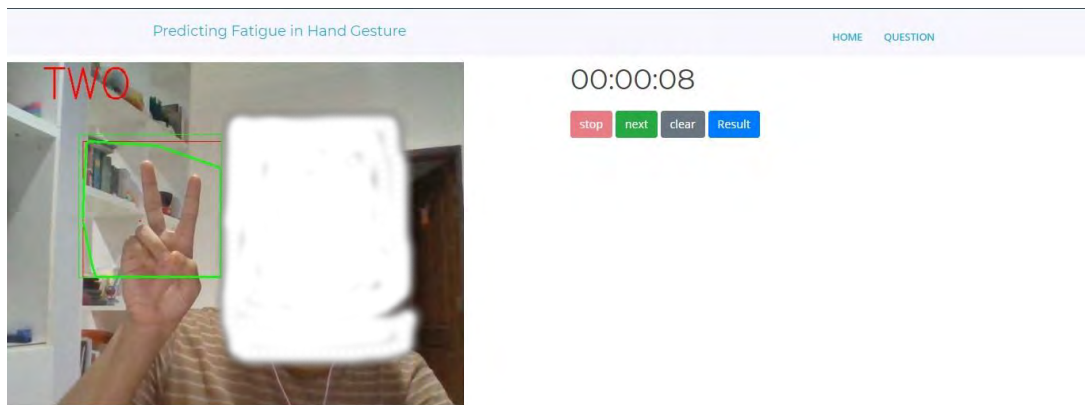 Predicting Fatigue in Hand Gesture
HOME QUESTION
TWO
00:00:08
stop next clear Result